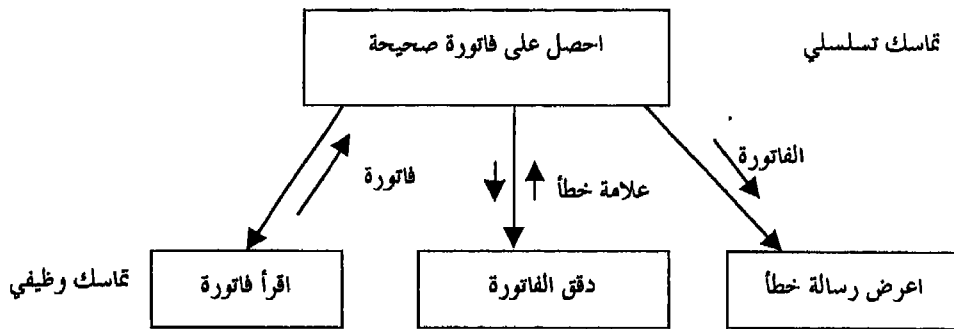 احصل على فاتورة صحيحة
تماسك تسلسلي
الفاتورة
فاتورة
علامة خطأ
تماسك وظيفي
اقرأ فاتورة
دقق الفاتورة
اعرض رسالة خطأ